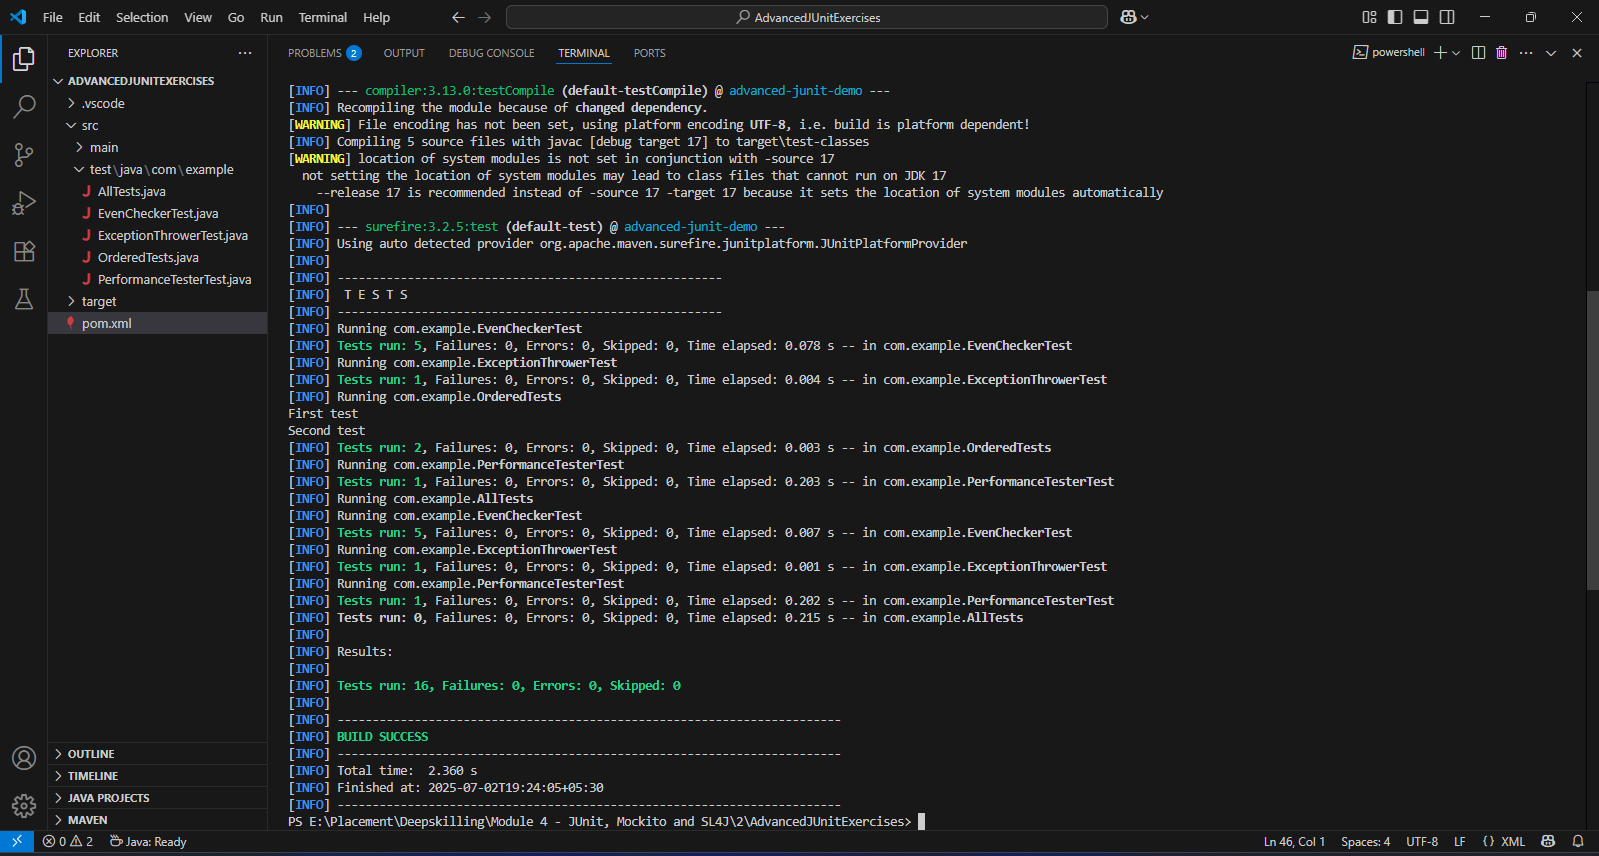 File Edit Selection View Go Run Terminal Help
AdvancedJUnitExercises
EXPLORER
ADVANCEDJUNITEXERCISES
.vscode
src
main
test\java\com\example
AllTests.java
EvenCheckerTest.java
ExceptionThrowerTest.java
OrderedTests.java
PerformanceTesterTest.java
target
pom.xml
OUTLINE
TIMELINE
JAVA PROJECTS
MAVEN
PROBLEMS 2 OUTPUT DEBUG CONSOLE TERMINAL PORTS
powershell
[INFO] --- compiler:3.13.0:testCompile (default-testCompile) @ advanced-junit-demo ---
[INFO] Recompiling the module because of changed dependency.
[WARNING] File encoding has not been set, using platform encoding UTF-8, i.e. build is platform dependent!
[INFO] Compiling 5 source files with javac [debug target 17] to target\test-classes
[WARNING] location of system modules is not set in conjunction with -source 17
not setting the location of system modules may lead to class files that cannot run on JDK 17
--release 17 is recommended instead of -source 17 -target 17 because it sets the location of system modules automatically
[INFO]
[INFO] --- surefire:3.2.5:test (default-test) @ advanced-junit-demo ---
[INFO] Using auto detected provider org.apache.maven.surefire.junitplatform.JUnitPlatformProvider
[INFO]
[INFO] -------------------------------------------------------
[INFO] T E S T S
[INFO] -------------------------------------------------------
[INFO] Running com.example.EvenCheckerTest
[INFO] Tests run: 5, Failures: 0, Errors: 0, Skipped: 0, Time elapsed: 0.078 s -- in com.example.EvenCheckerTest
[INFO] Running com.example.ExceptionThrowerTest
[INFO] Tests run: 1, Failures: 0, Errors: 0, Skipped: 0, Time elapsed: 0.004 s -- in com.example.ExceptionThrowerTest
[INFO] Running com.example.OrderedTests
First test
Second test
[INFO] Tests run: 2, Failures: 0, Errors: 0, Skipped: 0, Time elapsed: 0.003 s -- in com.example.OrderedTests
[INFO] Running com.example.PerformanceTesterTest
[INFO] Tests run: 1, Failures: 0, Errors: 0, Skipped: 0, Time elapsed: 0.203 s -- in com.example.PerformanceTesterTest
[INFO] Running com.example.AllTests
[INFO] Running com.example.EvenCheckerTest
[INFO] Tests run: 5, Failures: 0, Errors: 0, Skipped: 0, Time elapsed: 0.007 s -- in com.example.EvenCheckerTest
[INFO] Running com.example.ExceptionThrowerTest
[INFO] Tests run: 1, Failures: 0, Errors: 0, Skipped: 0, Time elapsed: 0.001 s -- in com.example.ExceptionThrowerTest
[INFO] Running com.example.PerformanceTesterTest
[INFO] Tests run: 1, Failures: 0, Errors: 0, Skipped: 0, Time elapsed: 0.202 s -- in com.example.PerformanceTesterTest
[INFO] Tests run: 0, Failures: 0, Errors: 0, Skipped: 0, Time elapsed: 0.215 s -- in com.example.AllTests
[INFO]
[INFO] Results:
[INFO]
[INFO] Tests run: 16, Failures: 0, Errors: 0, Skipped: 0
[INFO]
[INFO] ------------------------------------------------------------------------
[INFO] BUILD SUCCESS
[INFO] ------------------------------------------------------------------------
[INFO] Total time:  2.360 s
[INFO] Finished at: 2025-07-02T19:24:05+05:30
[INFO] ------------------------------------------------------------------------
PS E:\Placement\Deepskilling\Module 4 - JUnit, Mockito and SL4J\2\AdvancedJUnitExercises>
0 2 Java: Ready Ln 46, Col 1 Spaces: 4 UTF-8 LF {} XML